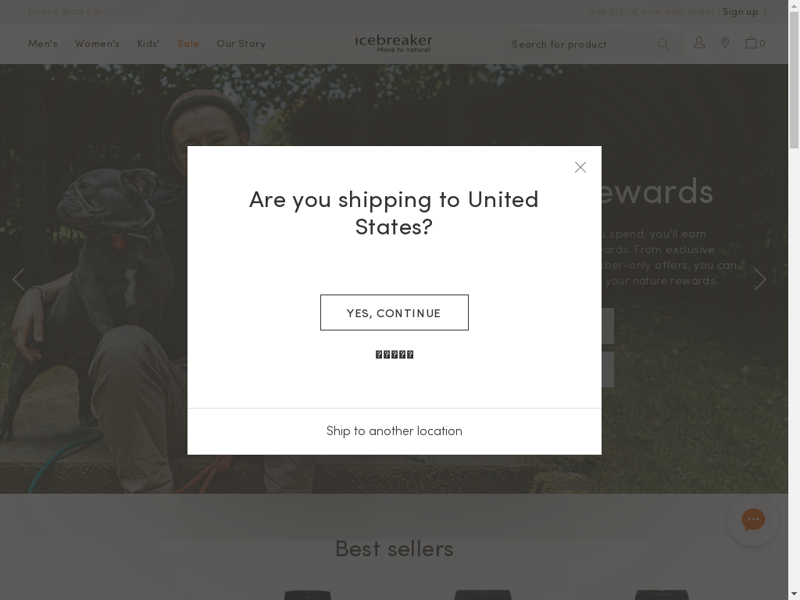 United States
Get 10% off your next order | Sign up >
Men's Women's Kids' Sale Our Story
icebreaker
Move to natural
Search for product
0
ewards
u spend, you'll earn
ards. From exclusive
ber-only offers, you can
your nature.rewards.
Are you shipping to United
States?
YES, CONTINUE
Ship to another location
Best sellers